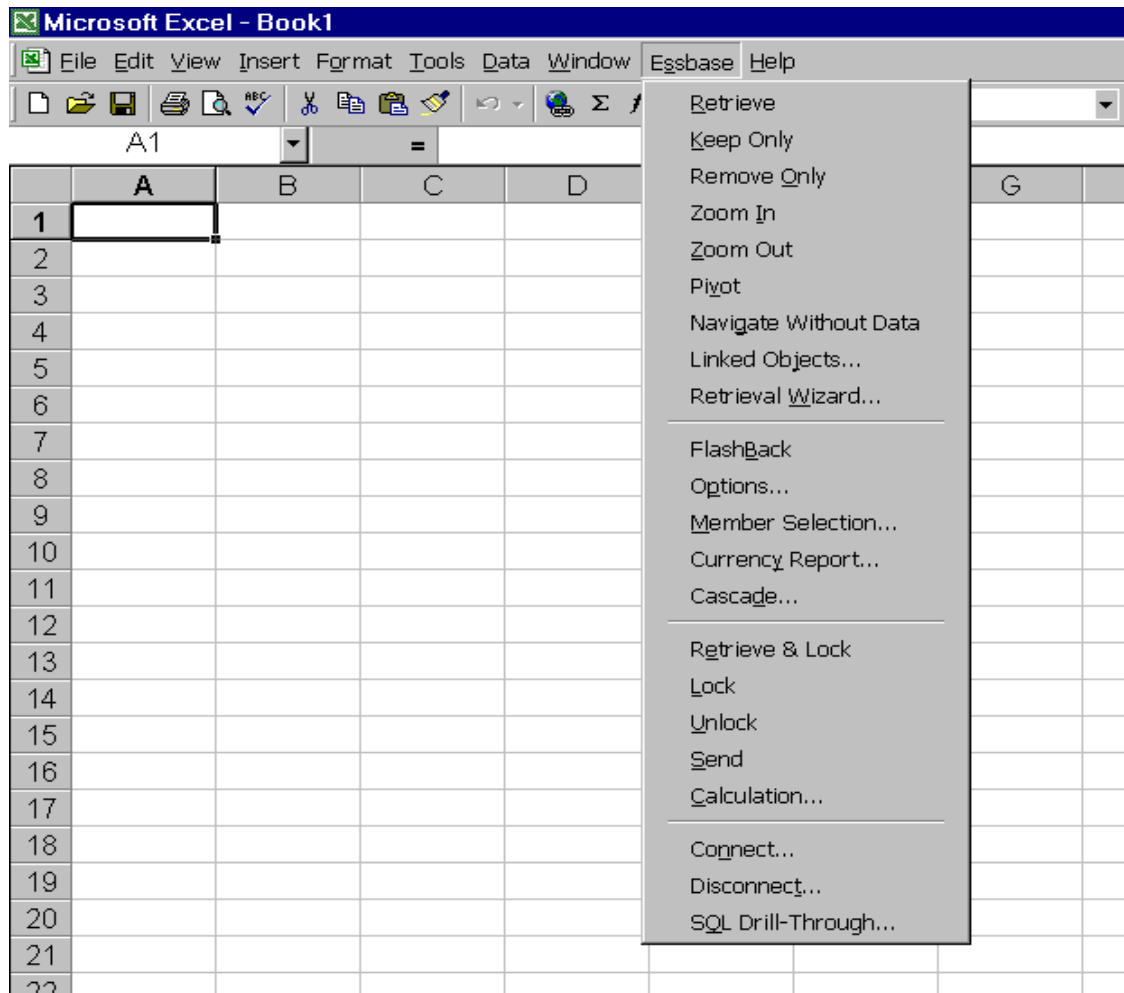 Microsoft Excel - Book1
File Edit View Insert Format Tools Data Window Essbase Help
ABC Σ
A1 =
A B C D G
1
2
3
4
5
6
7
8
9
10
11
12
13
14
15
16
17
18
19
20
21
22
Retrieve
Keep Only
Remove Only
Zoom In
Zoom Out
Pivot
Navigate Without Data
Linked Objects...
Retrieval Wizard...
FlashBack
Options...
Member Selection...
Currency Report...
Cascade...
Retrieve & Lock
Lock
Unlock
Send
Calculation...
Connect...
Disconnect...
SQL Drill-Through...